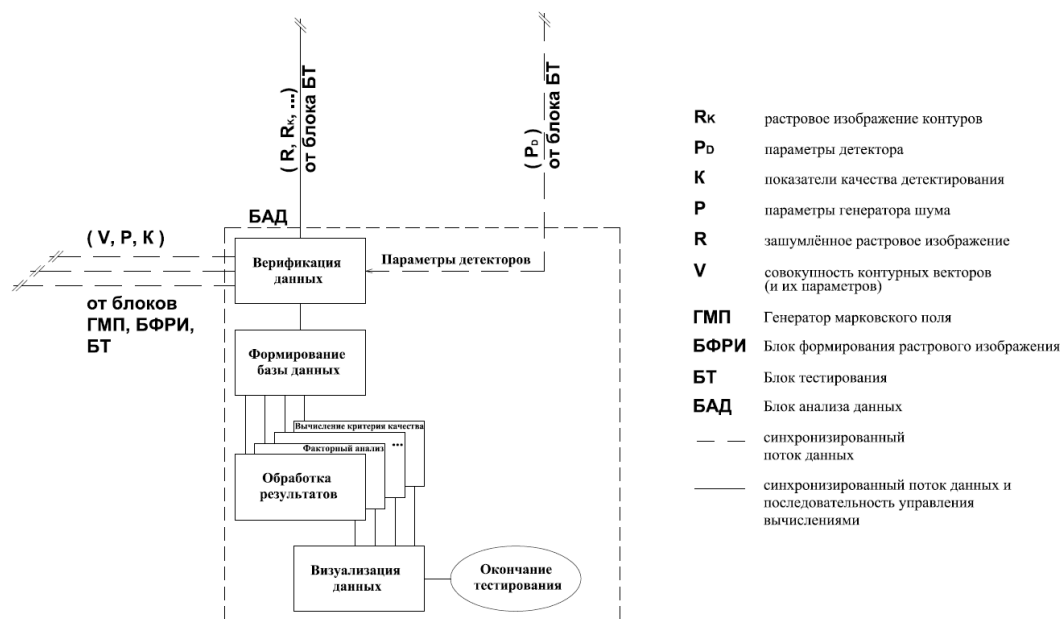 ( R, Rк, ...)
от блока БТ
( PD )
от блока БТ
БАД
( V, P, К )
от блоков
ГМП, БФРИ,
БТ
Верификация
данных
Параметры детекторов
Формирование
базы данных
Вычисление критерия качества
...
Факторный анализ
Обработка
результатов
Визуализация
данных
Окончание
тестирования
Rк растровое изображение контуров
PD параметры детектора
К показатели качества детектирования
P параметры генератора шума
R зашумлённое растровое изображение
V совокупность контурных векторов
(и их параметров)
ГМП Генератор марковского поля
БФРИ Блок формирования растрового изображения
БТ Блок тестирования
БАД Блок анализа данных
синхронизированный
поток данных
синхронизированный поток данных и
последовательность управления
вычислениями